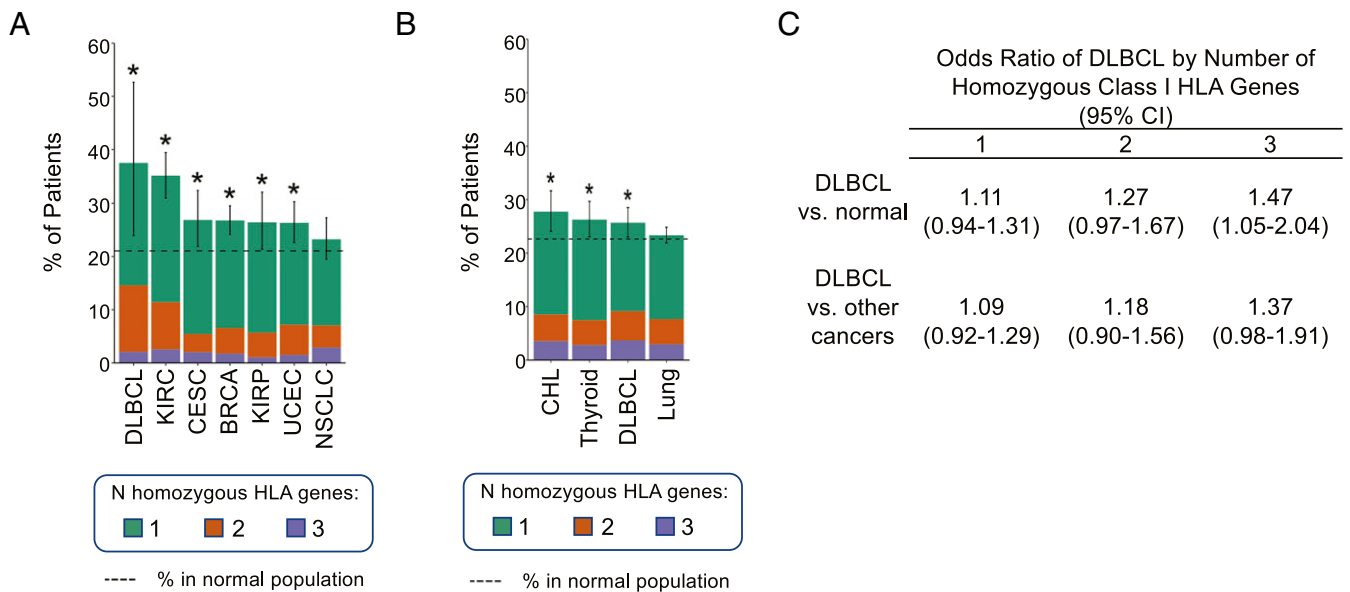 A
% of Patients
60
50
40
30
20
10
0
*
*
*
*
*
*
DLBCL
KIRC
CESC
BRCA
KIRP
UCEC
NSCLC
N homozygous HLA genes:
1 2 3
% in normal population
B
% of Patients
60
50
40
30
20
10
0
*
*
*
CHL
Thyroid
DLBCL
Lung
N homozygous HLA genes:
1 2 3
% in normal population
C
Odds Ratio of DLBCL by Number of
Homozygous Class I HLA Genes
(95% CI)
1 2 3
DLBCL
vs. normal
1.11 1.27 1.47
(0.94-1.31) (0.97-1.67) (1.05-2.04)
DLBCL
vs. other
cancers
1.09 1.18 1.37
(0.92-1.29) (0.90-1.56) (0.98-1.91)